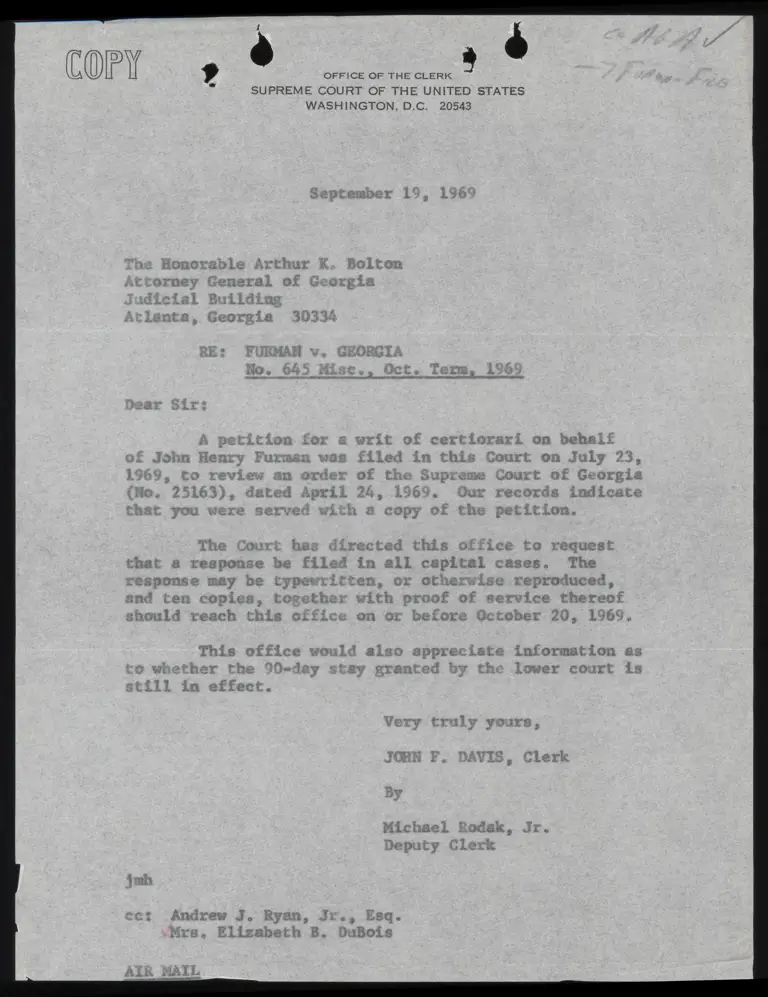 COPY
cc AGA ✓
→ Furman - File
OFFICE OF THE CLERK
SUPREME COURT OF THE UNITED STATES
WASHINGTON, D.C. 20543
September 19, 1969
The Honorable Arthur K. Bolton
Attorney General of Georgia
Judicial Building
Atlanta, Georgia 30334
RE: FURMAN v. GEORGIA
No. 645 Misc., Oct. Term, 1969
Dear Sir:
A petition for a writ of certiorari on behalf
of John Henry Furman was filed in this Court on July 23,
1969, to review an order of the Supreme Court of Georgia
(No. 25163), dated April 24, 1969. Our records indicate
that you were served with a copy of the petition.
The Court has directed this office to request
that a response be filed in all capital cases. The
response may be typewritten, or otherwise reproduced,
and ten copies, together with proof of service thereof
should reach this office on or before October 20, 1969.
This office would also appreciate information as
to whether the 90-day stay granted by the lower court is
still in effect.
Very truly yours,
JOHN F. DAVIS, Clerk
By
Michael Rodak, Jr.
Deputy Clerk
jmh
cc: Andrew J. Ryan, Jr., Esq.
Mrs. Elizabeth B. DuBois
AIR MAIL